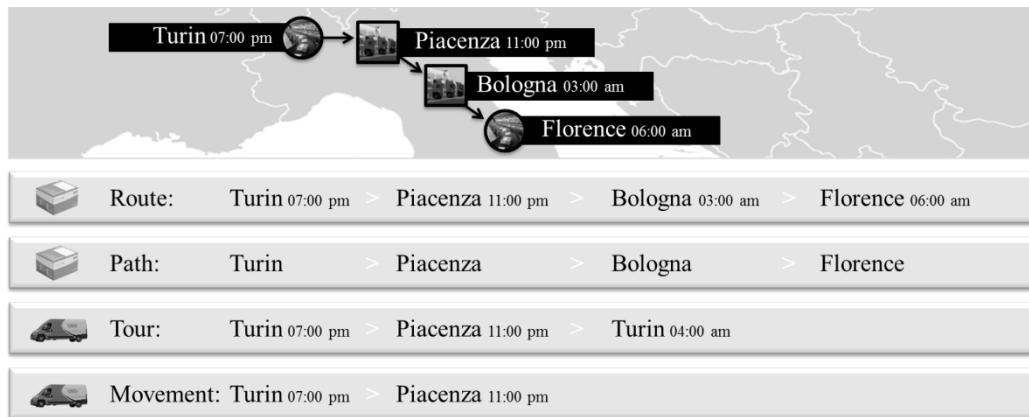 Turin 07:00 pm
Piacenza 11:00 pm
Bologna 03:00 am
Florence 06:00 am
Route: Turin 07:00 pm > Piacenza 11:00 pm > Bologna 03:00 am > Florence 06:00 am
Path: Turin > Piacenza > Bologna > Florence
Tour: Turin 07:00 pm > Piacenza 11:00 pm > Turin 04:00 am
Movement: Turin 07:00 pm > Piacenza 11:00 pm